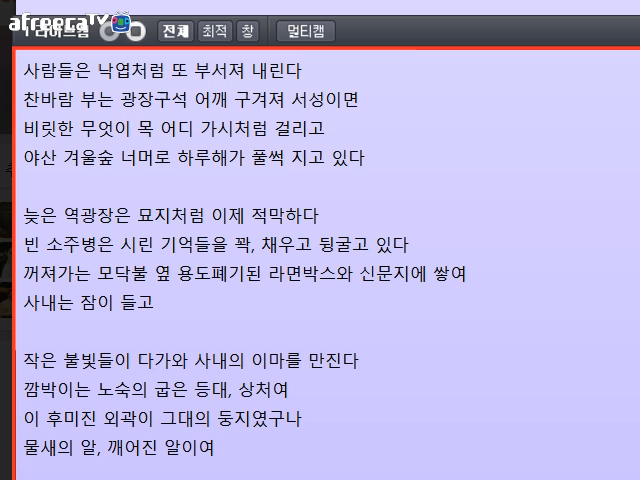 afreecaTV
라이브캠
전체 최적 창 멀티캠
사람들은 낙엽처럼 또 부서져 내린다
찬바람 부는 광장구석 어깨 구겨져 서성이면
비릿한 무엇이 목 어디 가시처럼 걸리고
야산 겨울숲 너머로 하루해가 풀썩 지고 있다
늦은 역광장은 묘지처럼 이제 적막하다
빈 소주병은 시린 기억들을 꽉, 채우고 뒹굴고 있다
꺼져가는 모닥불 옆 용도폐기된 라면박스와 신문지에 쌓여
사내는 잠이 들고
작은 불빛들이 다가와 사내의 이마를 만진다
깜박이는 노숙의 굽은 등대, 상처여
이 후미진 외곽이 그대의 둥지였구나
물새의 알, 깨어진 알이여